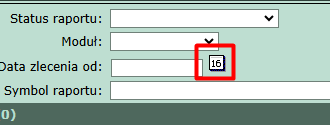 Status raportu:
Moduł:
Data zlecenia od: 16
Symbol raportu:
0)